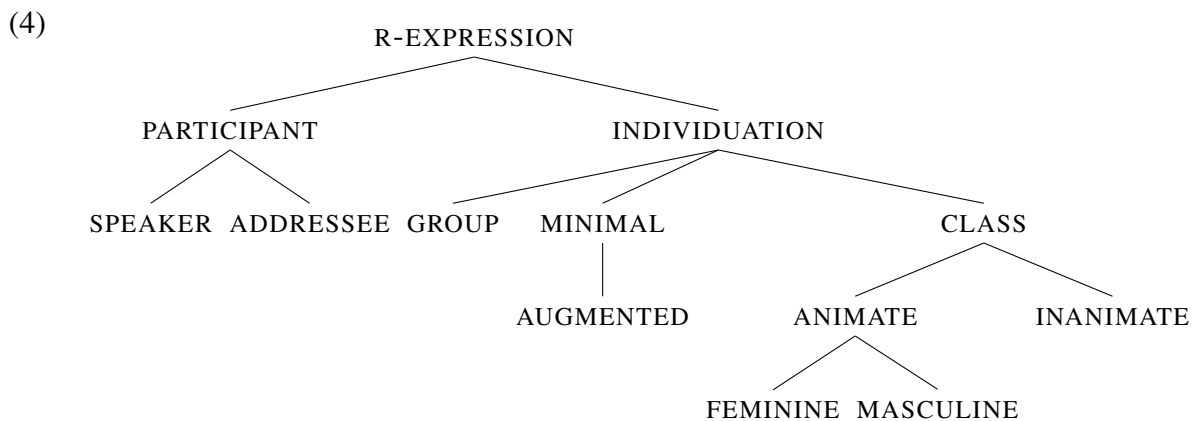 (4)
R-EXPRESSION
PARTICIPANT INDIVIDUATION
SPEAKER ADDRESSEE GROUP MINIMAL CLASS
AUGMENTED ANIMATE INANIMATE
FEMININE MASCULINE